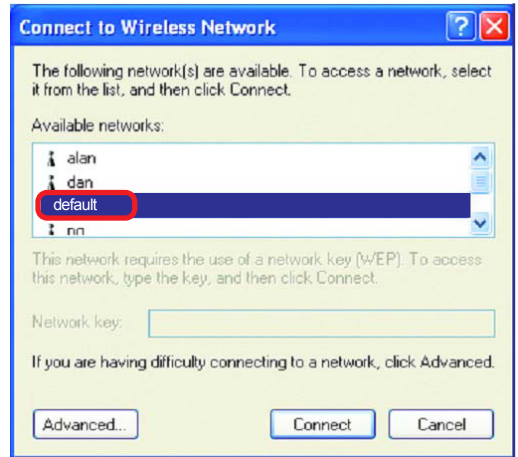 Connect to Wireless Network
The following network(s) are available. To access a network, select
it from the list, and then click Connect.
Available networks:
alan
dan
default
This network requires the use of a network key (WEP). To access
this network, type the key, and then click Connect.
Network key:
If you are having difficulty connecting to a network, click Advanced.
Advanced...
Connect
Cancel